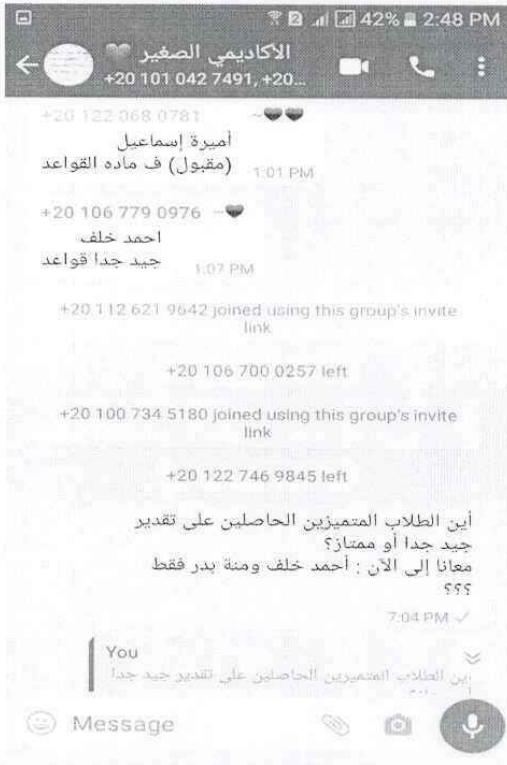 42% 2:48 PM
الأكاديمي الصغير
+20 101 042 7491, +20...
+20 122 068 0781 ~
أميرة إسماعيل
(مقبول) ف ماده القواعد
1:01 PM
+20 106 779 0976 ~
احمد خلف
جيد جدا قواعد
1:07 PM
+20 112 621 9642 joined using this group's invite
link
+20 106 700 0257 left
+20 100 734 5180 joined using this group's invite
link
+20 122 746 9845 left
أين الطلاب المتميزين الحاصلين على تقدير
جيد جدا أو ممتاز؟
معانا إلى الآن : أحمد خلف ومنة بدر فقط
؟؟؟
7:04 PM
You
أين الطلاب المتميزين الحاصلين على تقدير جيد جدا
Message